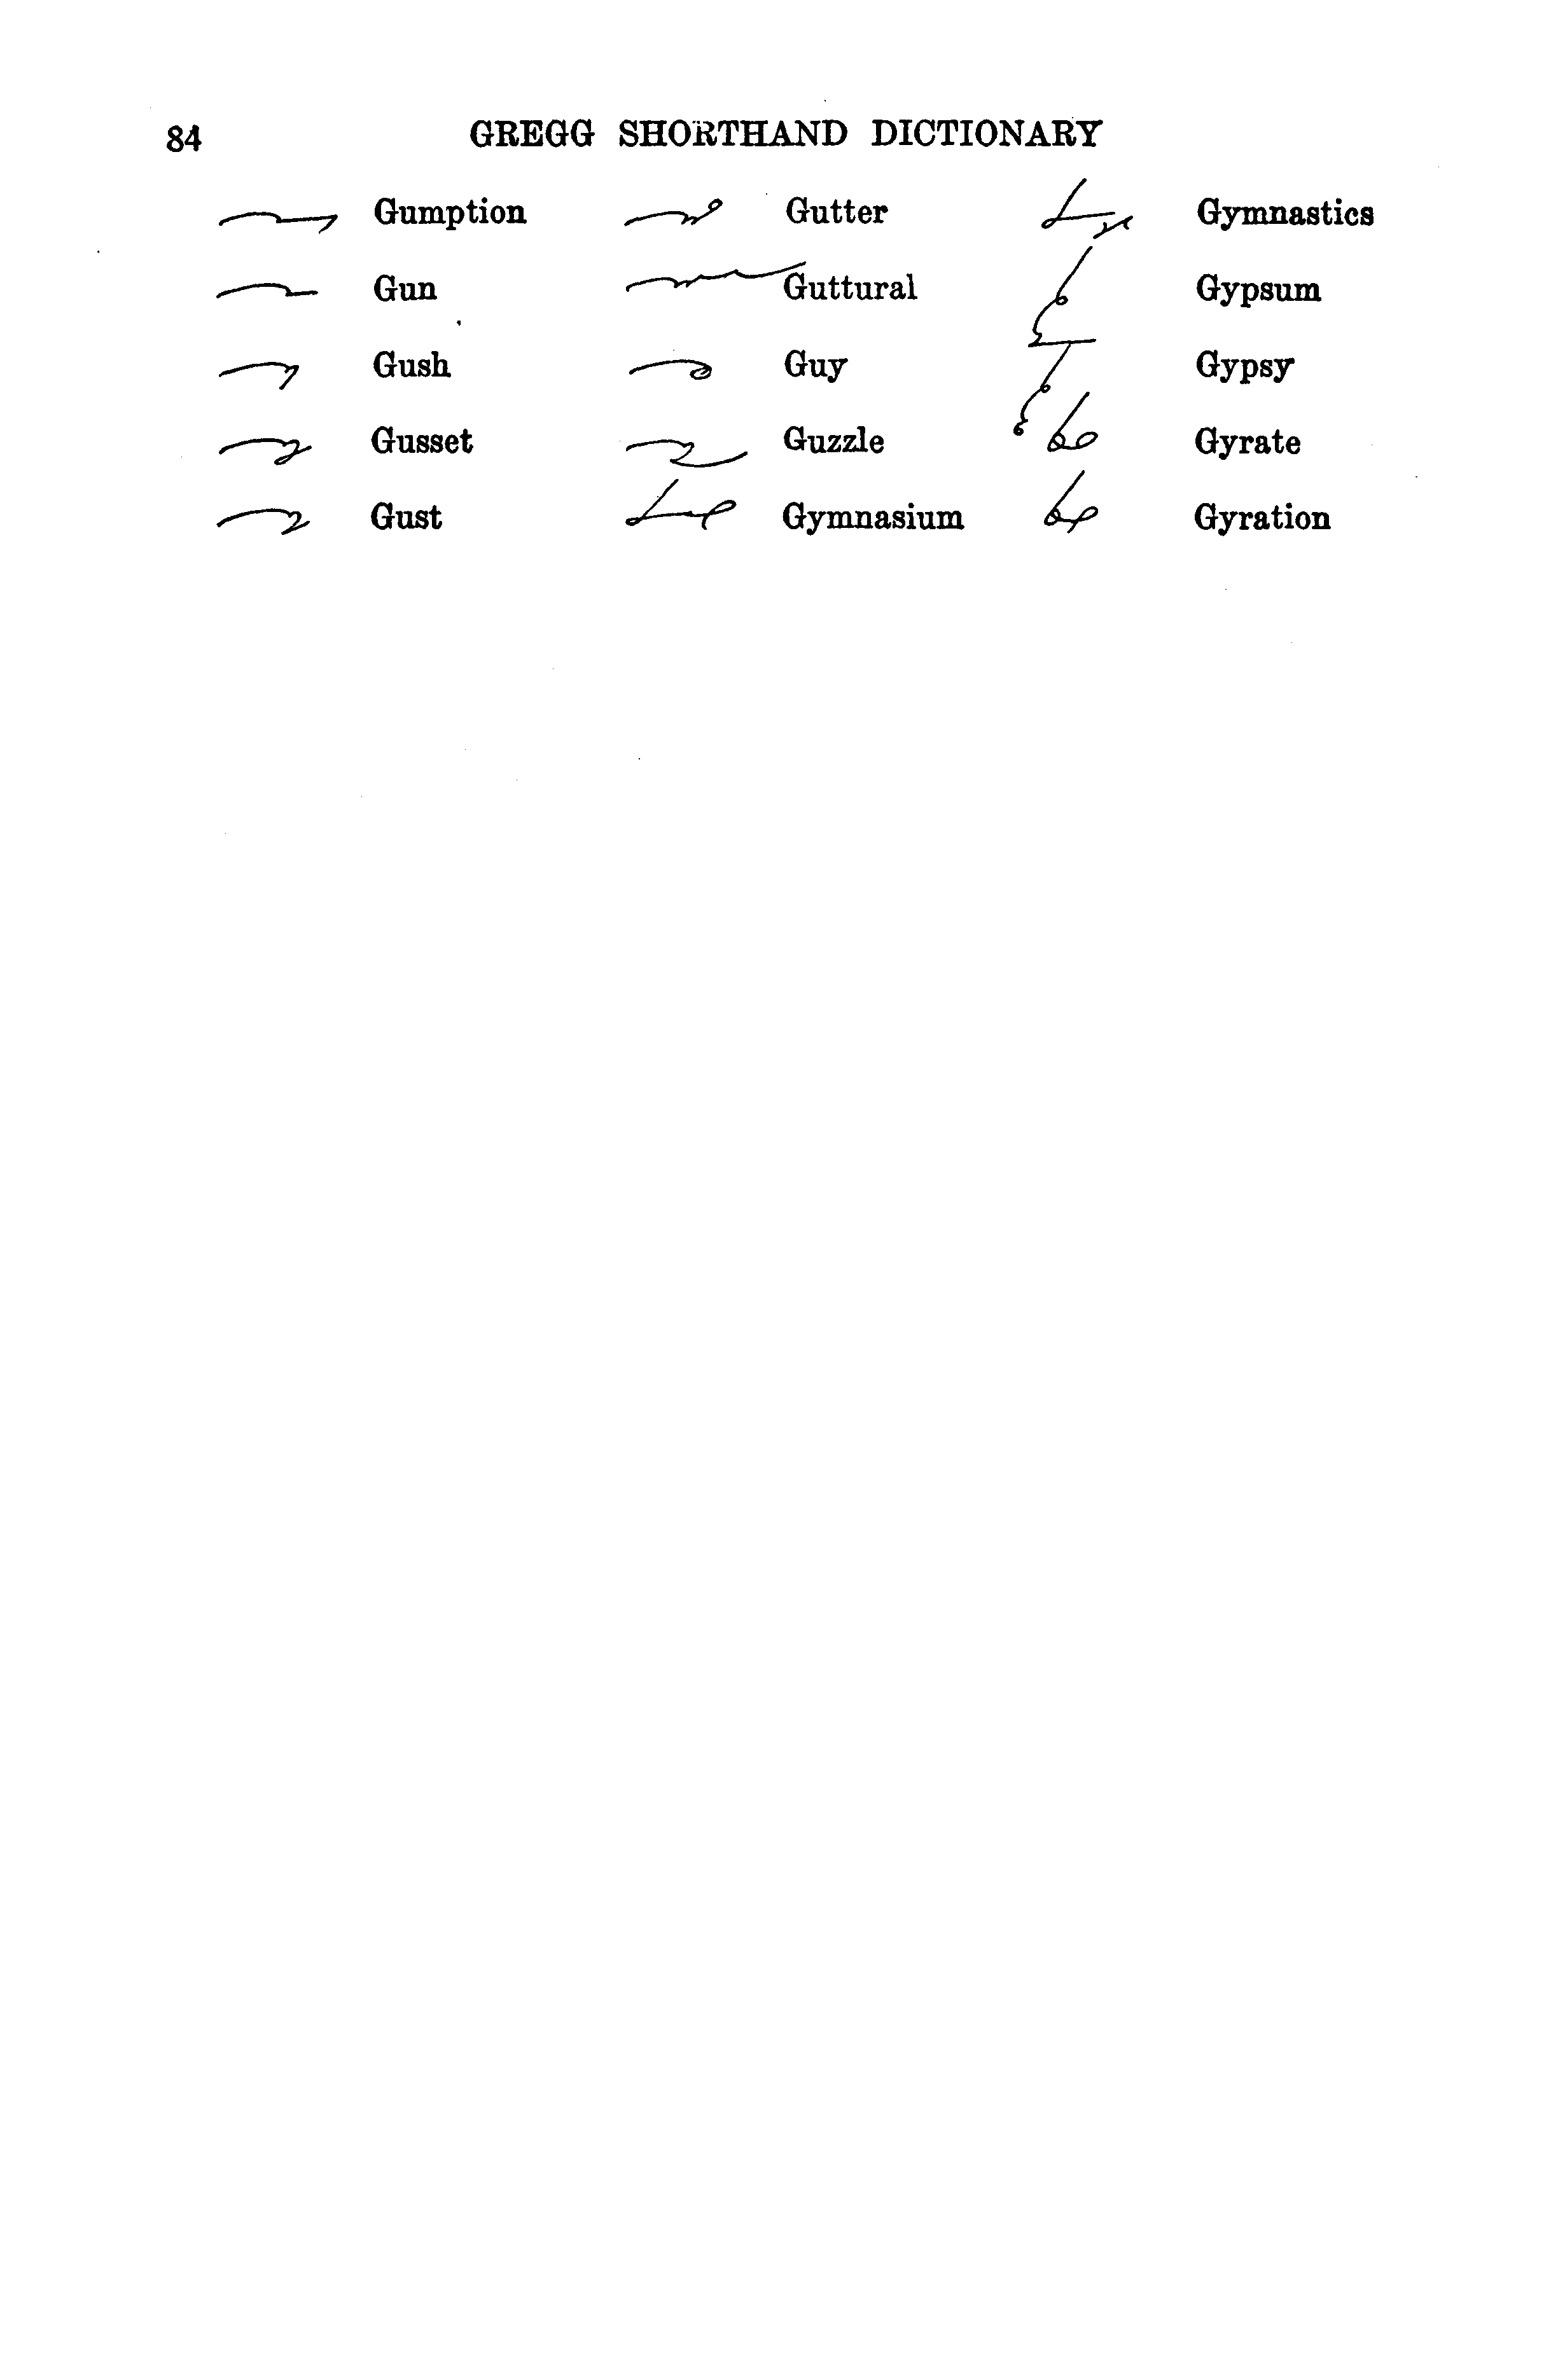 84 GREGG SHORTHAND DICTIONARY
Gumption Gutter Gymnastics
Gun Guttural Gypsum
Gush Guy Gypsy
Gusset Guzzle Gyrate
Gust Gymnasium Gyration